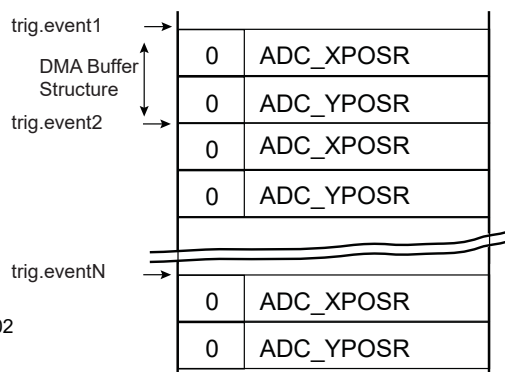 trig.event1
0 ADC_XPOSR
DMA Buffer
Structure
0 ADC_YPOSR
trig.event2
0 ADC_XPOSR
0 ADC_YPOSR
trig.eventN
0 ADC_XPOSR
02
0 ADC_YPOSR